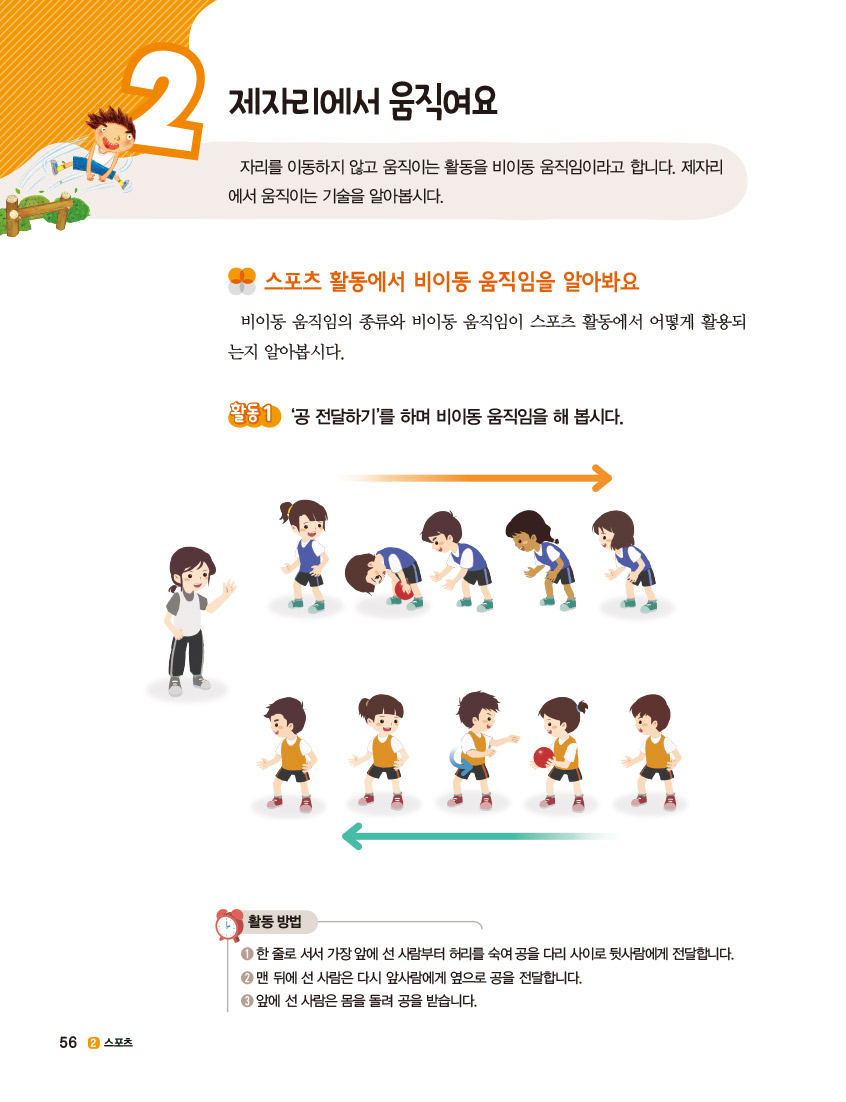 2
제자리에서 움직여요
자리를 이동하지 않고 움직이는 활동을 비이동 움직임이라고 합니다. 제자리
에서 움직이는 기술을 알아봅시다.
스포츠 활동에서 비이동 움직임을 알아봐요
비이동 움직임의 종류와 비이동 움직임이 스포츠 활동에서 어떻게 활용되
는지 알아봅시다.
활동 1 ‘공 전달하기’를 하며 비이동 움직임을 해 봅시다.
활동 방법
❶ 한 줄로 서서 가장 앞에 선 사람부터 허리를 숙여 공을 다리 사이로 뒷사람에게 전달합니다.
❷ 맨 뒤에 선 사람은 다시 앞사람에게 옆으로 공을 전달합니다.
❸ 앞에 선 사람은 몸을 돌려 공을 받습니다.
56 2 스포츠